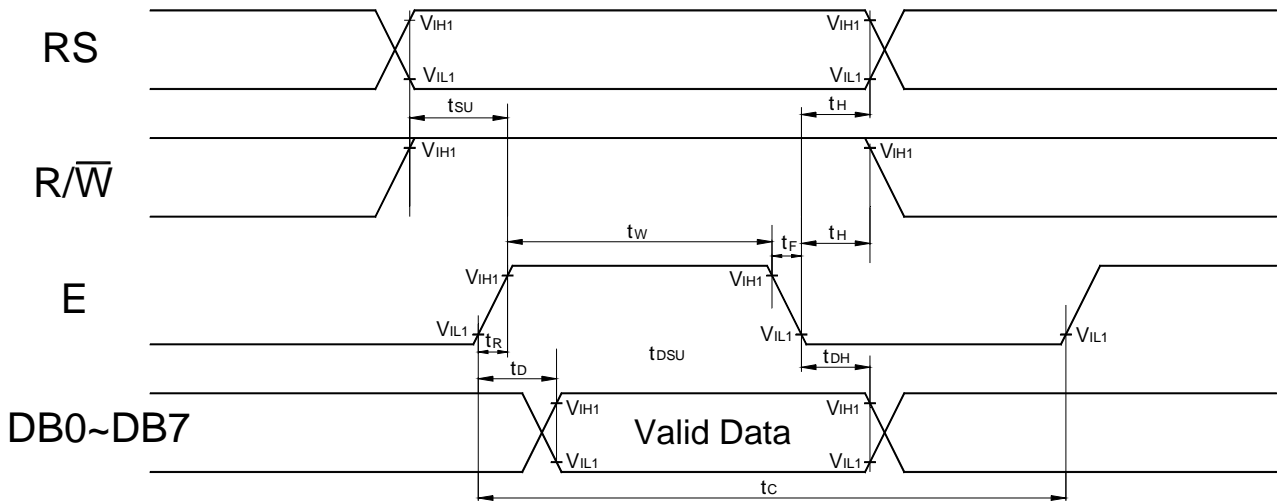 RS
VIH1
VIH1
VIL1
VIL1
tSU
tH
R/W̅
VIH1
VIH1
tW
tF
tH
E
VIH1
VIH1
VIL1
VIL1
VIL1
tR
tD
tDSU
tDH
DB0~DB7
VIH1
VIH1
Valid Data
VIL1
VIL1
tC